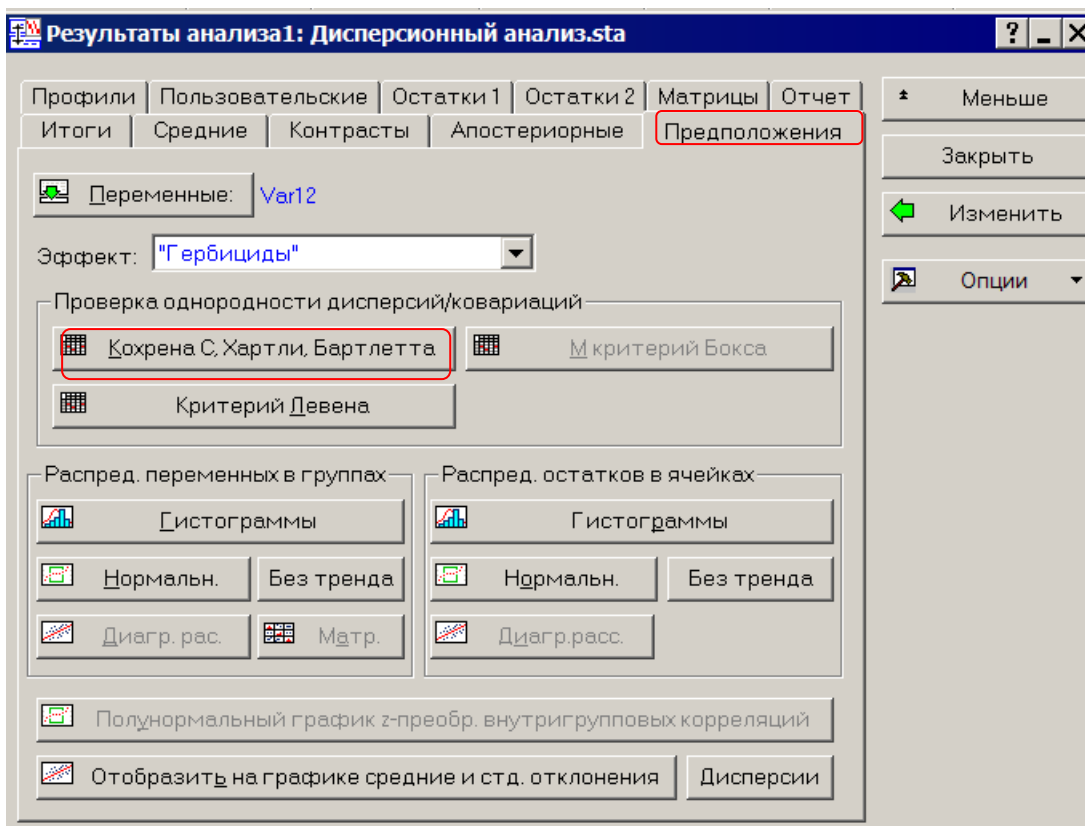 Результаты анализа1: Дисперсионный анализ.sta
Профили Пользовательские Остатки 1 Остатки 2 Матрицы Отчет
Итоги Средние Контрасты Апостериорные Предположения
Меньше
Закрыть
Изменить
Опции
Переменные: Var12
Эффект: "Гербициды"
Проверка однородности дисперсий/ковариаций
Кохрена C, Хартли, Бартлетта
М критерий Бокса
Критерий Левена
Распред. переменных в группах
Гистограммы
Нормальн. Без тренда
Диагр. рас. Матр.
Распред. остатков в ячейках
Гистограммы
Нормальн. Без тренда
Диагр.расс.
Полунормальный график z-преобр. внутригрупповых корреляций
Отобразить на графике средние и стд. отклонения Дисперсии